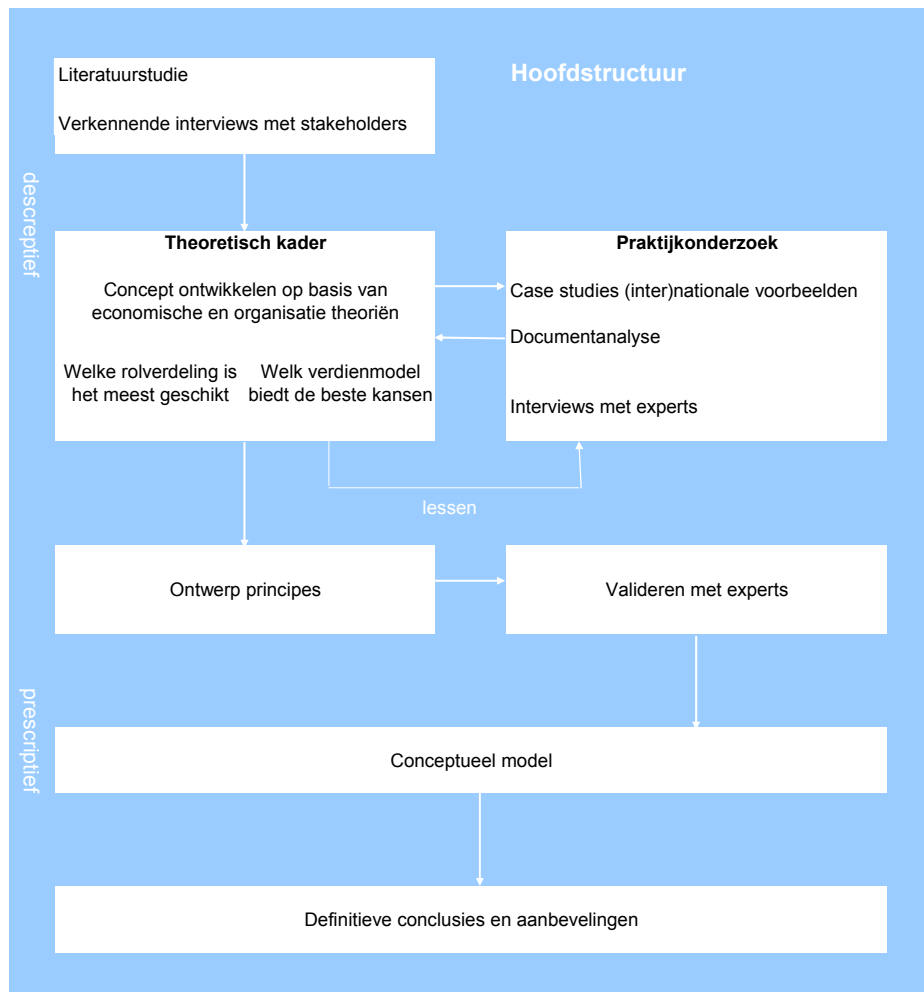 Hoofdstructuur
Literatuurstudie
Verkennende interviews met stakeholders
descreptief
Theoretisch kader
Concept ontwikkelen op basis van
economische en organisatie theoriën
Welke rolverdeling is
het meest geschikt
Welk verdienmodel
biedt de beste kansen
Praktijkonderzoek
Case studies (inter)nationale voorbeelden
Documentanalyse
Interviews met experts
lessen
Ontwerp principes
Valideren met experts
prescriptief
Conceptueel model
Definitieve conclusies en aanbevelingen